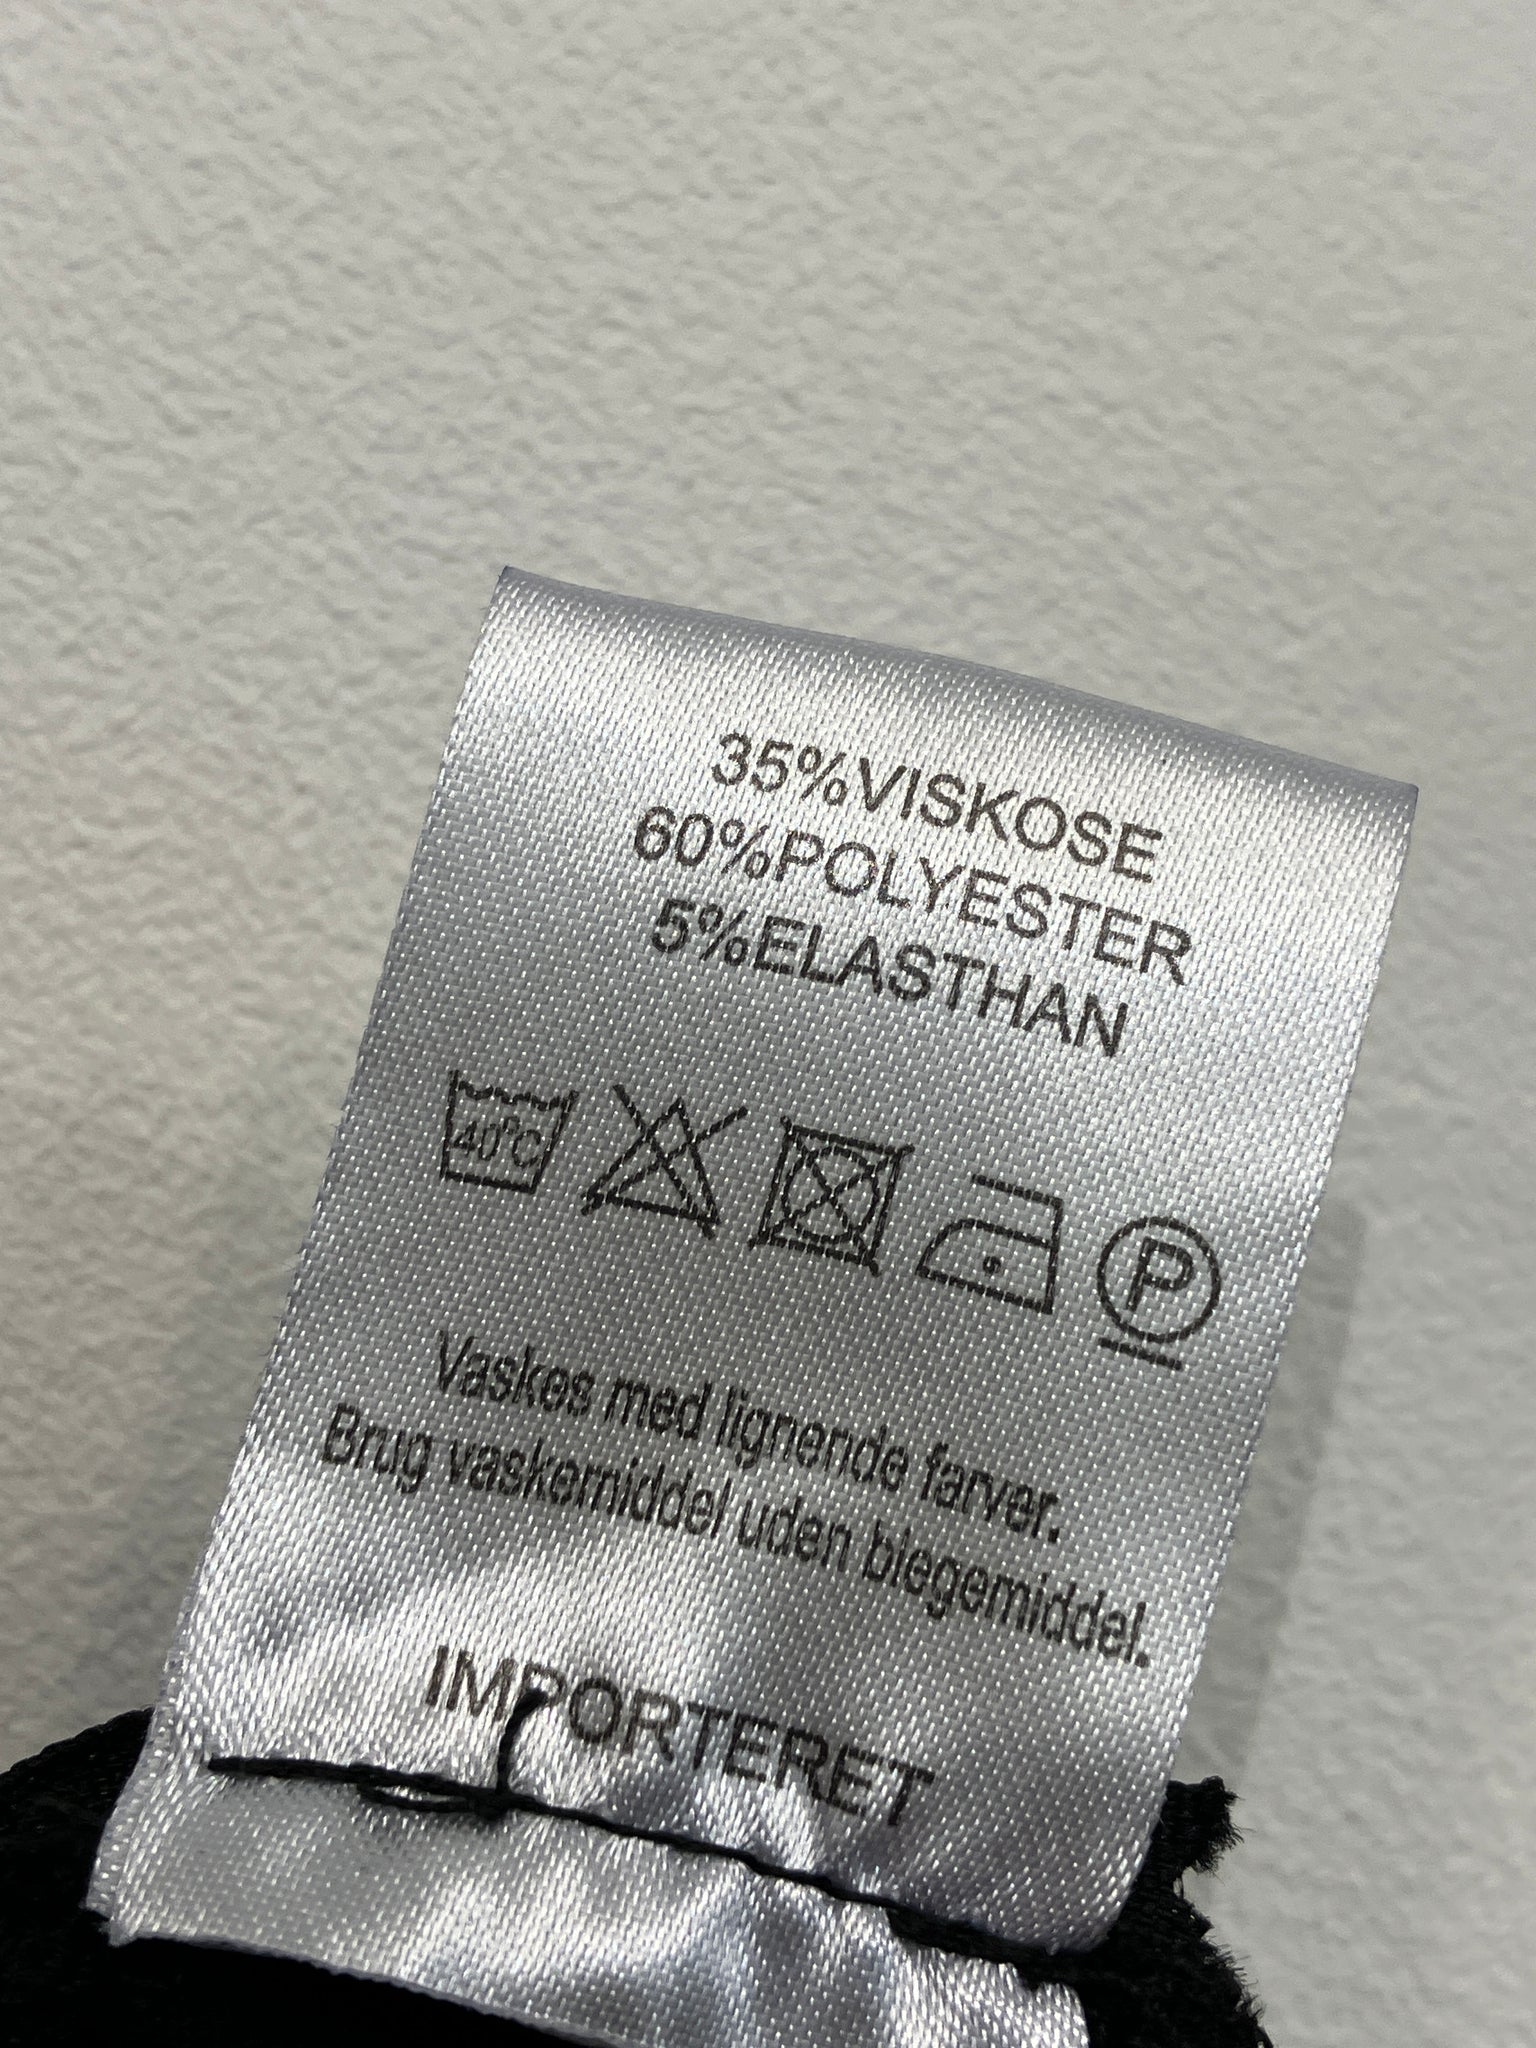 35%VISKOSE
60%POLYESTER
5%ELASTHAN
40°C
P
Vaskes med lignende farver.
Brug vaskemiddel uden blegemiddel.
IMPORTERET